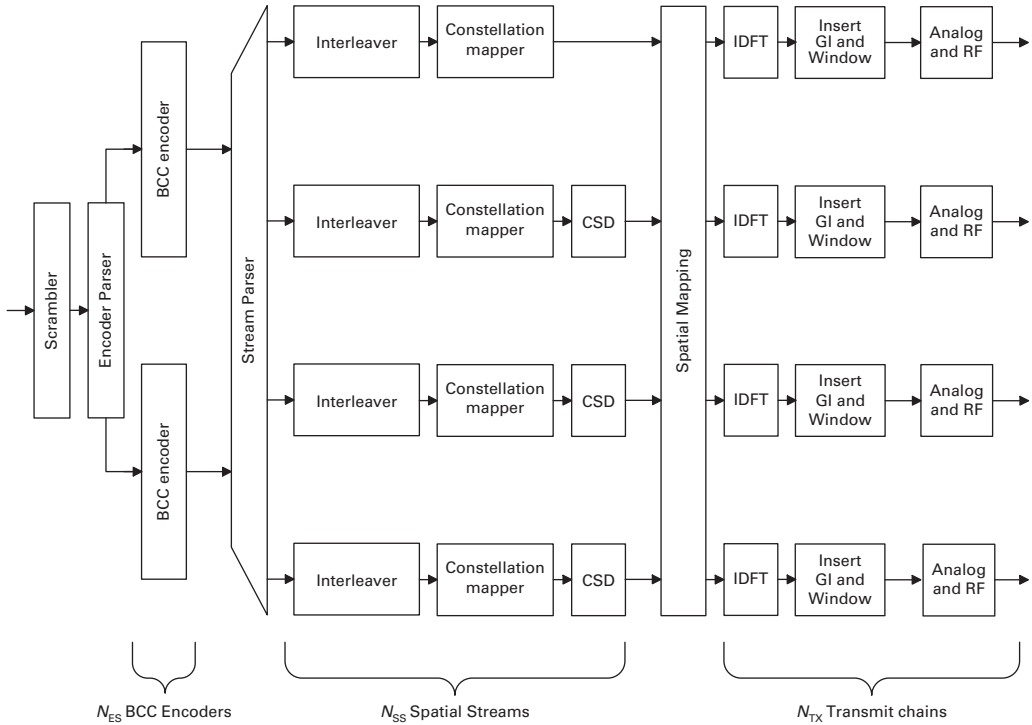 Scrambler
Encoder Parser
BCC encoder
BCC encoder
Stream Parser
Interleaver
Constellation
mapper
Spatial Mapping
IDFT
Insert
GI and
Window
Analog
and RF
Interleaver
Constellation
mapper
CSD
IDFT
Insert
GI and
Window
Analog
and RF
Interleaver
Constellation
mapper
CSD
IDFT
Insert
GI and
Window
Analog
and RF
Interleaver
Constellation
mapper
CSD
IDFT
Insert
GI and
Window
Analog
and RF
N_ES BCC Encoders
N_SS Spatial Streams
N_TX Transmit chains